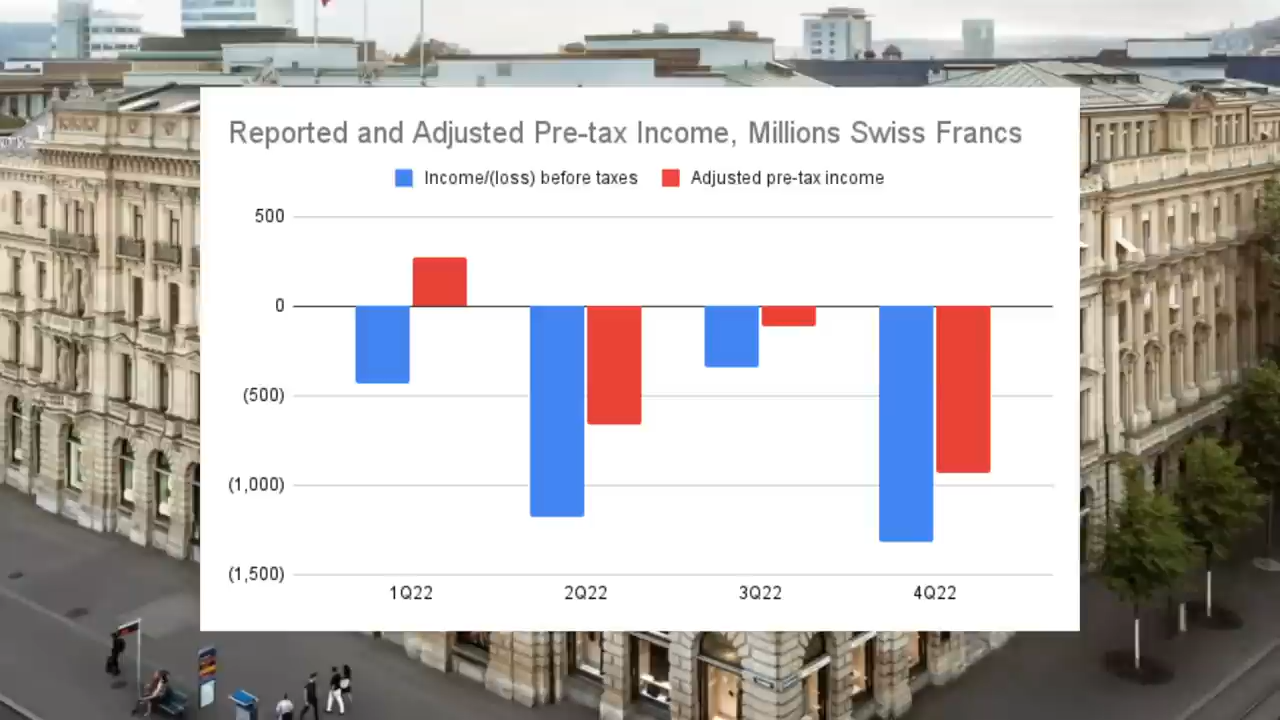 Reported and Adjusted Pre-tax Income, Millions Swiss Francs
Income/(loss) before taxes Adjusted pre-tax income
500
0
(500)
(1,000)
(1,500)
1Q22 2Q22 3Q22 4Q22